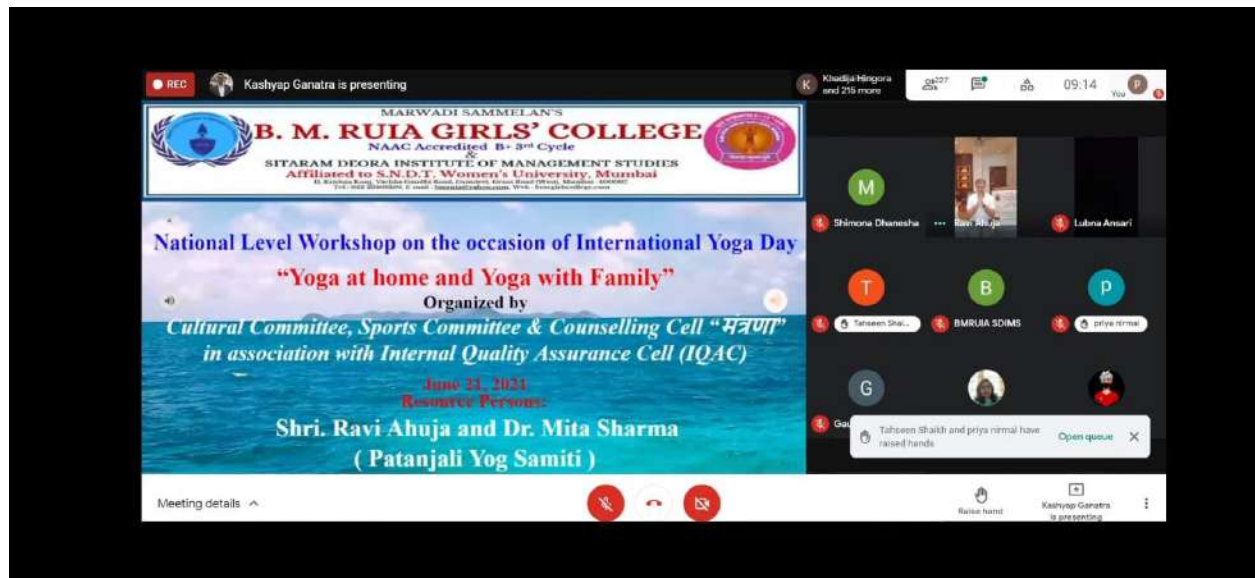 REC
Kashyap Ganatra is presenting
K
Khadija Hingora
and 215 more
227
09:14
You
P
MARWADI SAMMELAN'S
B. M. RUIA GIRLS' COLLEGE
NAAC Accredited B+ 3rd Cycle
&
SITARAM DEORA INSTITUTE OF MANAGEMENT STUDIES
Affiliated to S.N.D.T. Women's University, Mumbai
National Level Workshop on the occasion of International Yoga Day
"Yoga at home and Yoga with Family"
Organized by
Cultural Committee, Sports Committee & Counselling Cell "मंत्रणा"
in association with Internal Quality Assurance Cell (IQAC)
June 21, 2021
Resource Persons:
Shri. Ravi Ahuja and Dr. Mita Sharma
( Patanjali Yog Samiti )
M
Shimona Dhanesha
Ravi Ahuja
Lubna Ansari
T
Tahseen Shai...
B
BMRUIA SDIMS
P
priya nirmal
G
Gau
Tahseen Shaikh and priya nirmal have
raised hands
Open queue
Meeting details
Raise hand
Kashyap Ganatra
is presenting